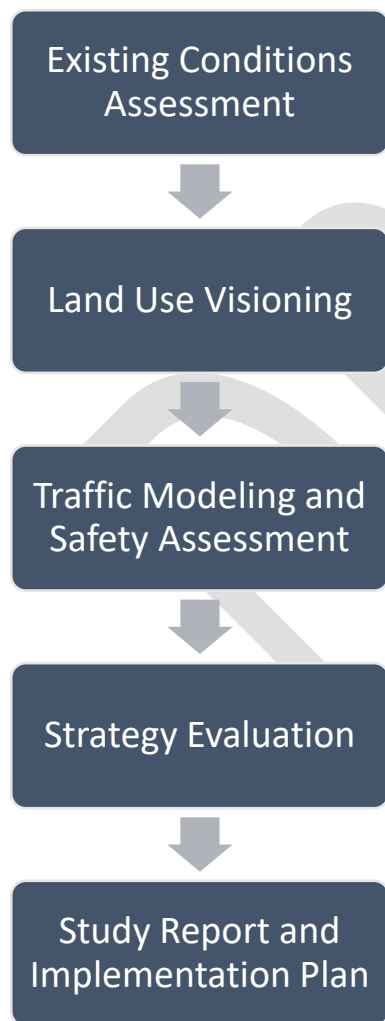 Existing Conditions
Assessment
Land Use Visioning
Traffic Modeling and
Safety Assessment
Strategy Evaluation
Study Report and
Implementation Plan